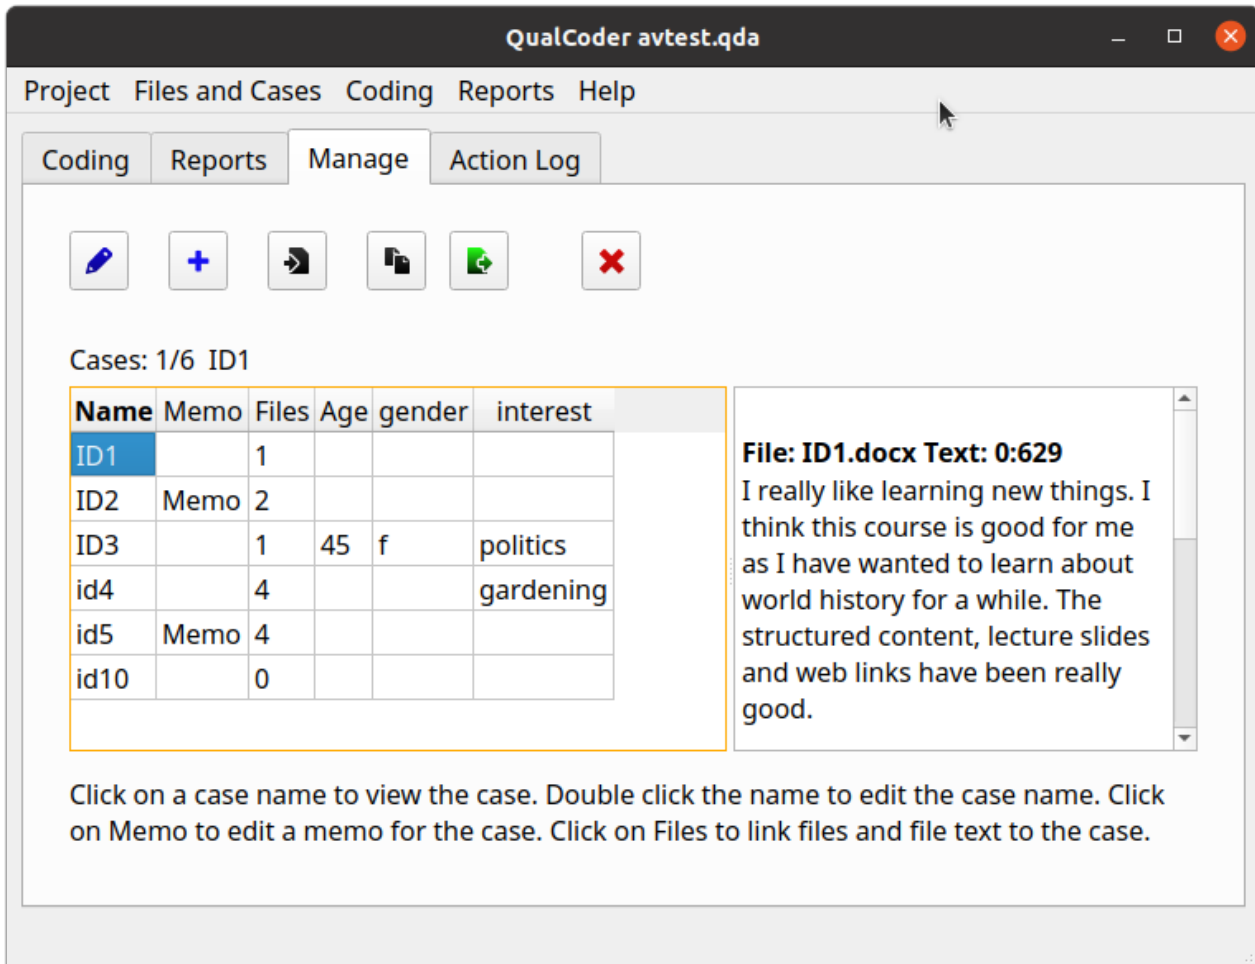 QualCoder avtest.qda
Project Files and Cases Coding Reports Help
Coding Reports Manage Action Log
Cases: 1/6 ID1
Name Memo Files Age gender interest
ID1 1
ID2 Memo 2
ID3 1 45 f politics
id4 4 gardening
id5 Memo 4
id10 0
File: ID1.docx Text: 0:629
I really like learning new things. I
think this course is good for me
as I have wanted to learn about
world history for a while. The
structured content, lecture slides
and web links have been really
good.
Click on a case name to view the case. Double click the name to edit the case name. Click
on Memo to edit a memo for the case. Click on Files to link files and file text to the case.